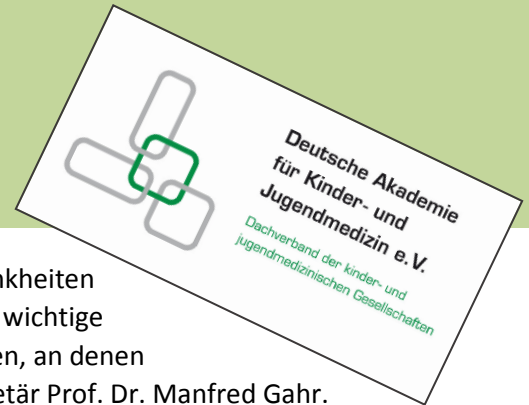 Deutsche Akademie
für Kinder- und
Jugendmedizin e.V.
Dachverband der kinder- und
jugendmedizinischen Gesellschaften
nkheiten
wichtige
en, an denen
etär Prof. Dr. Manfred Gahr.